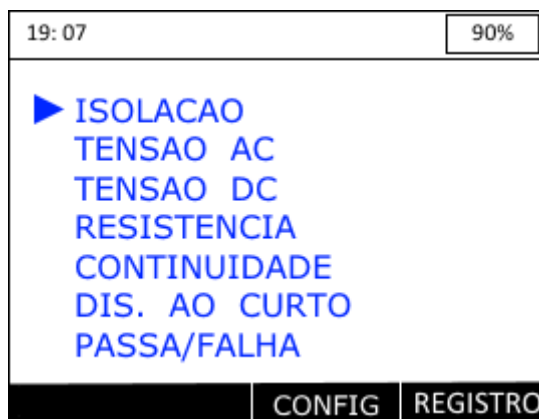 19: 07 90%
ISOLACAO
TENSAO AC
TENSAO DC
RESISTENCIA
CONTINUIDADE
DIS. AO CURTO
PASSA/FALHA
CONFIG REGISTRO